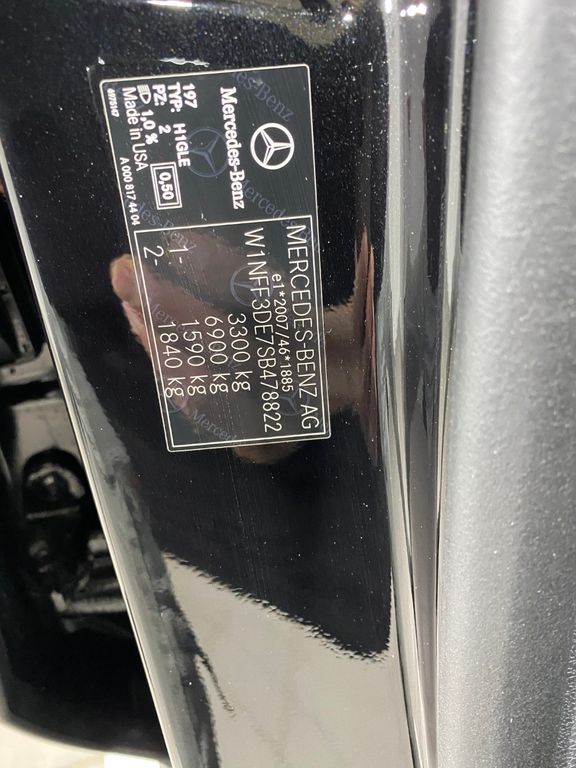 Mercedes-Benz
197
TYP: H1GLE
PZ: 2
0,50
1,0 %
Made in USA
4175147
A 000 817 44 04
MERCEDES-BENZ AG
e1*2007/46*1885
W1NFF3DE7SB478822
3300 kg
6900 kg
1- 1590 kg
2- 1840 kg